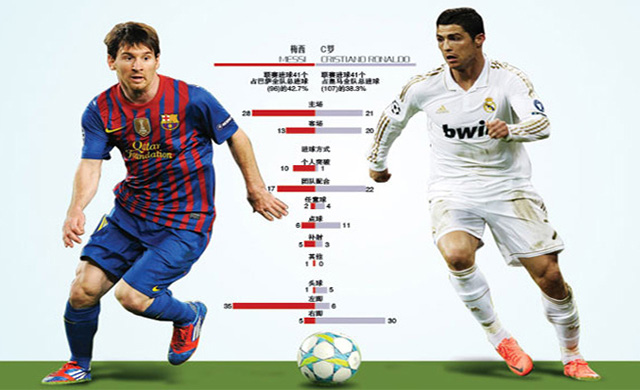 梅西 C罗
MESSI CRISTIANO RONALDO
联赛进球41个 联赛进球41个
占巴萨全队总进球 占皇马全队总进球
(96)的42.7% (107)的38.3%
主场
28 21
客场
13 20
进球方式
个人突破
10 1
团队配合
17 22
任意球
2 4
点球
6 11
补射
5 3
其他
1 0
头球
1 5
左脚
35 6
右脚
5 30
Qatar
Foundation
bwin